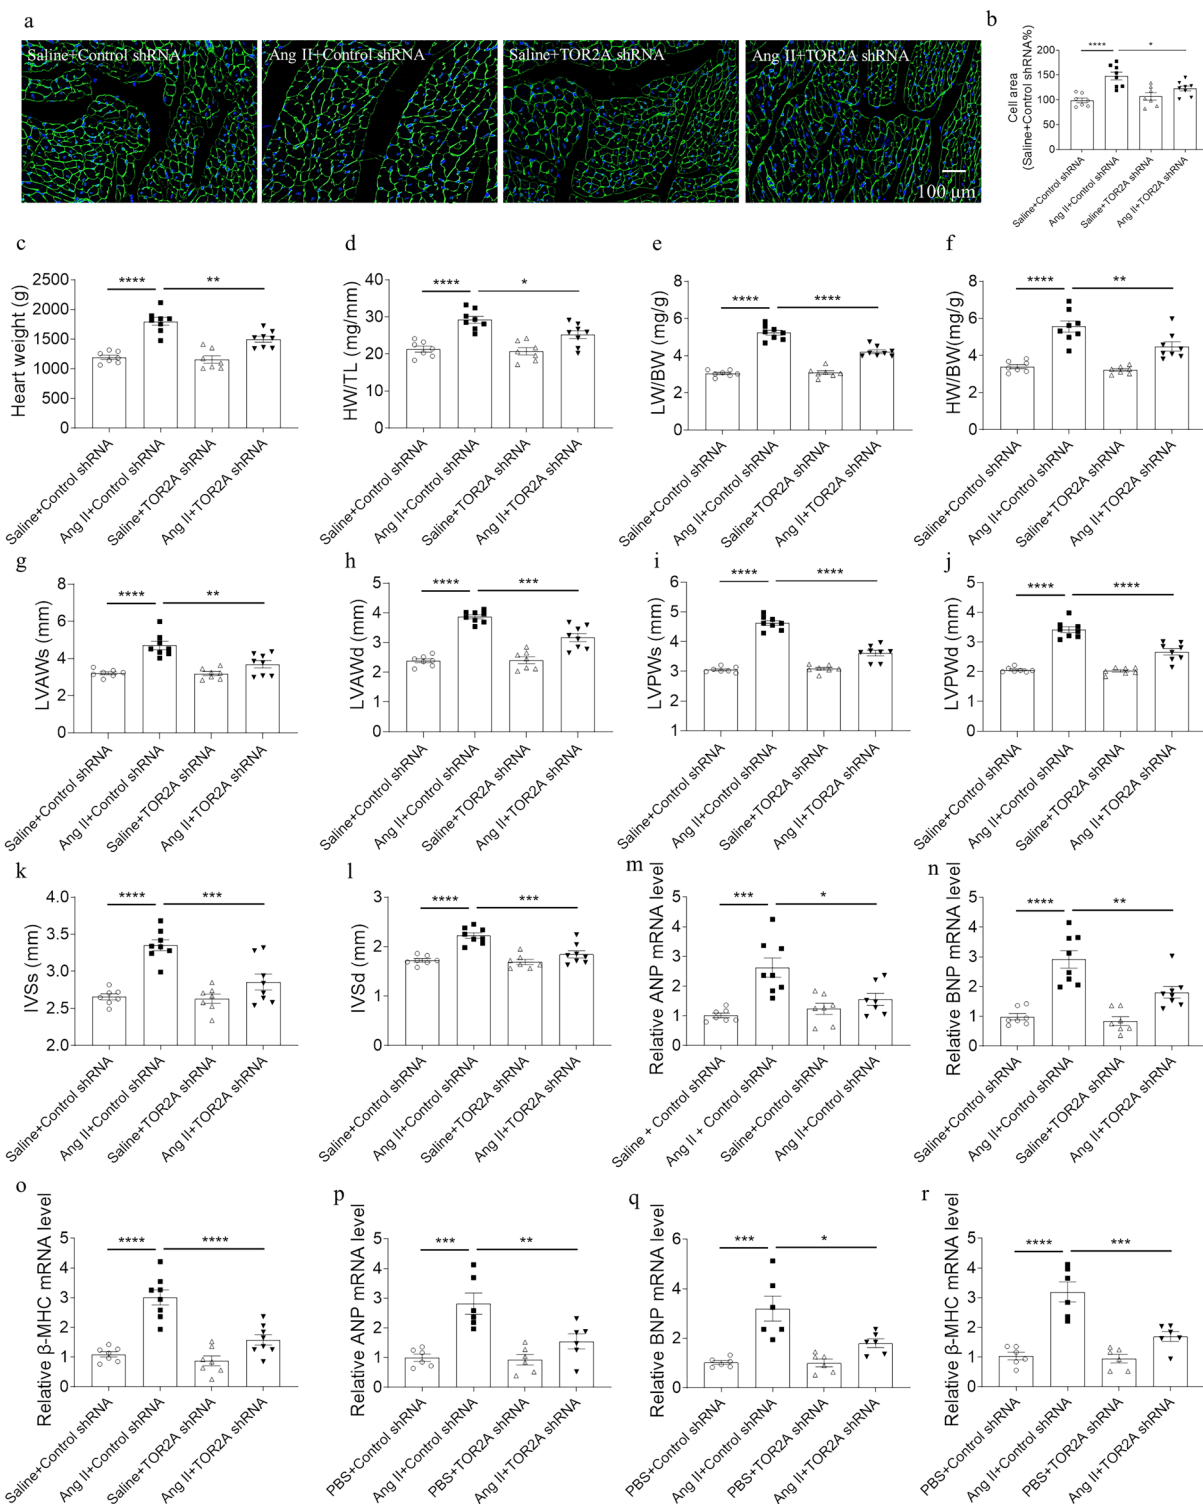 a
Saline+Control shRNA
Ang II+Control shRNA
Saline+TOR2A shRNA
Ang II+TOR2A shRNA
100 μm
b
Cell area
(Saline+Control shRNA%)
200
150
100
50
0
****
*
Saline+Control shRNA
Ang II+Control shRNA
Saline+TOR2A shRNA
Ang II+TOR2A shRNA
c
Heart weight (g)
2500
2000
1500
1000
500
0
****
**
Saline+Control shRNA
Ang II+Control shRNA
Saline+TOR2A shRNA
Ang II+TOR2A shRNA
d
HW/TL (mg/mm)
40
30
20
10
0
****
*
Saline+Control shRNA
Ang II+Control shRNA
Saline+TOR2A shRNA
Ang II+TOR2A shRNA
e
LW/BW (mg/g)
8
6
4
2
0
****
****
Saline+Control shRNA
Ang II+Control shRNA
Saline+TOR2A shRNA
Ang II+TOR2A shRNA
f
HW/BW(mg/g)
8
6
4
2
0
****
**
Saline+Control shRNA
Ang II+Control shRNA
Saline+TOR2A shRNA
Ang II+TOR2A shRNA
g
LVAWs (mm)
8
6
4
2
0
****
**
Saline+Control shRNA
Ang II+Control shRNA
Saline+TOR2A shRNA
Ang II+TOR2A shRNA
h
LVAWd (mm)
5
4
3
2
1
0
****
***
Saline+Control shRNA
Ang II+Control shRNA
Saline+TOR2A shRNA
Ang II+TOR2A shRNA
i
LVPWs (mm)
6
5
4
3
2
1
****
****
Saline+Control shRNA
Ang II+Control shRNA
Saline+TOR2A shRNA
Ang II+TOR2A shRNA
j
LVPWd (mm)
5
4
3
2
1
0
****
****
Saline+Control shRNA
Ang II+Control shRNA
Saline+TOR2A shRNA
Ang II+TOR2A shRNA
k
IVSs (mm)
4.0
3.5
3.0
2.5
2.0
****
***
Saline+Control shRNA
Ang II+Control shRNA
Saline+TOR2A shRNA
Ang II+TOR2A shRNA
l
IVSd (mm)
3
2
1
0
****
***
Saline+Control shRNA
Ang II+Control shRNA
Saline+TOR2A shRNA
Ang II+TOR2A shRNA
m
Relative ANP mRNA level
5
4
3
2
1
0
***
*
Saline + Control shRNA
Ang II + Control shRNA
Saline+Control shRNA
Ang II+Control shRNA
n
Relative BNP mRNA level
5
4
3
2
1
0
****
**
Saline+Control shRNA
Ang II+Control shRNA
Saline+TOR2A shRNA
Ang II+TOR2A shRNA
o
Relative β-MHC mRNA level
5
4
3
2
1
0
****
****
Saline+Control shRNA
Ang II+Control shRNA
Saline+TOR2A shRNA
Ang II+TOR2A shRNA
p
Relative ANP mRNA level
5
4
3
2
1
0
***
**
PBS+Control shRNA
Ang II+Control shRNA
PBS+TOR2A shRNA
Ang II+TOR2A shRNA
q
Relative BNP mRNA level
6
4
2
0
***
*
PBS+Control shRNA
Ang II+Control shRNA
PBS+TOR2A shRNA
Ang II+TOR2A shRNA
r
Relative β-MHC mRNA level
5
4
3
2
1
0
****
***
PBS+Control shRNA
Ang II+Control shRNA
PBS+TOR2A shRNA
Ang II+TOR2A shRNA